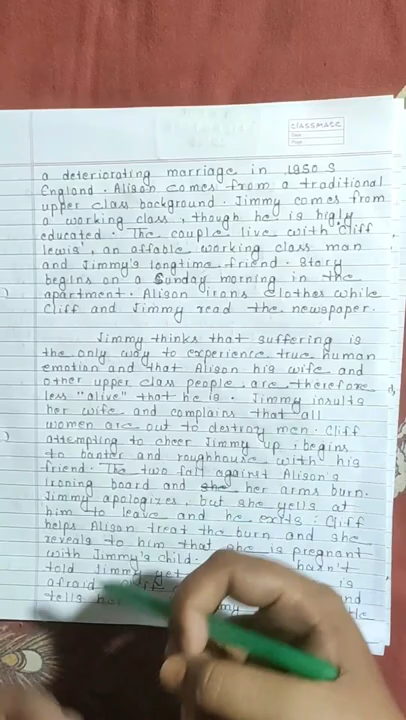 CLASSMATE
Date
Page
a deteriorating marriage in 1950 S
England. Alison comes from a traditional
upper class background. Jimmy comes from
a working class, though he is higly
educated. The couple live with Cliff
lewis', an affable working class man
and Jimmy's longtime friend. Story
begins on a Sunday morning in the
apartment. Alison irons clothes while
Cliff and Jimmy read the newspaper.
Jimmy thinks that suffering is
the only way to experience true human
emotion and that Alison his wife and
other upper class people are therefore
less "alive" that he is. Jimmy insults
her wife and complains that all
women are out to destroy men. Cliff
attempting to cheer Jimmy up, begins
to banter and roughhouse with his
friend. The two fall against Alison's
Ironing board and she her arms burn.
Jimmy apologizes, but she yells at
him to leave and he exits. Cliff
helps Alison treat the burn and she
reveals to him that she is pregnant
with Jimmy's child. hasn't
told Jimmy yet is
afraid
tells